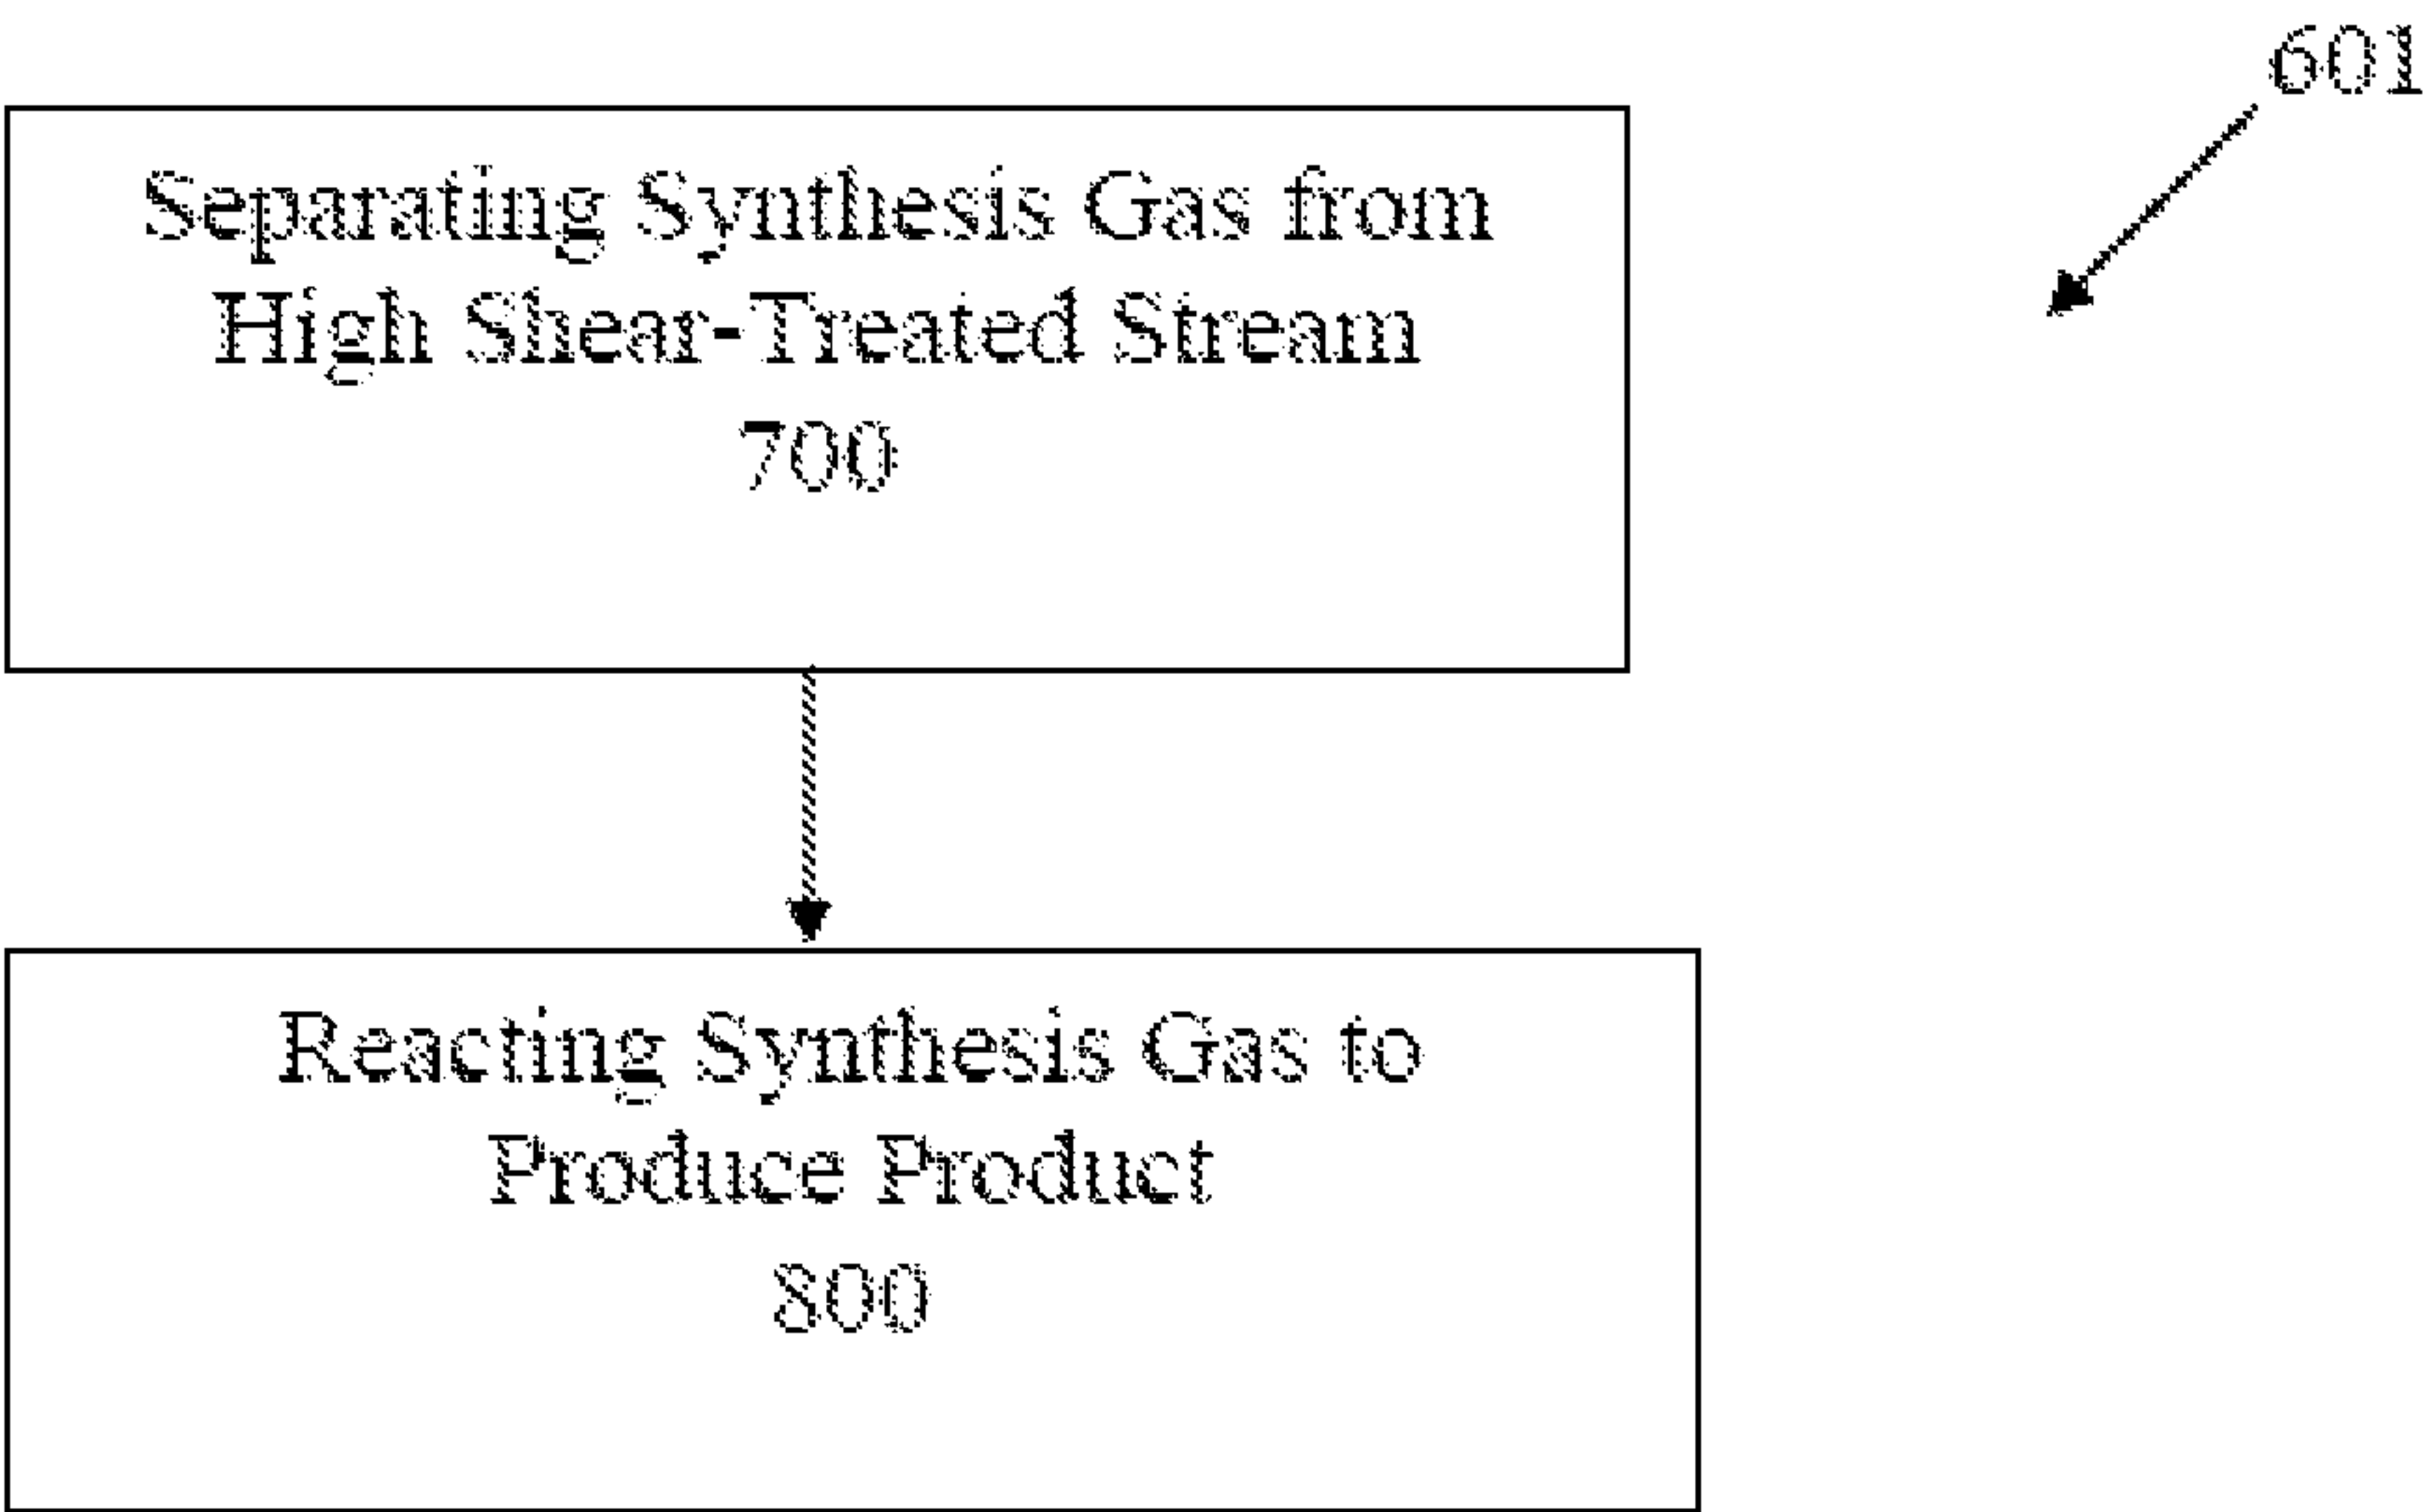 601
Separating Synthesis Gas from
High Shear-Treated Stream
700
Reacting Synthesis Gas to
Produce Product
800